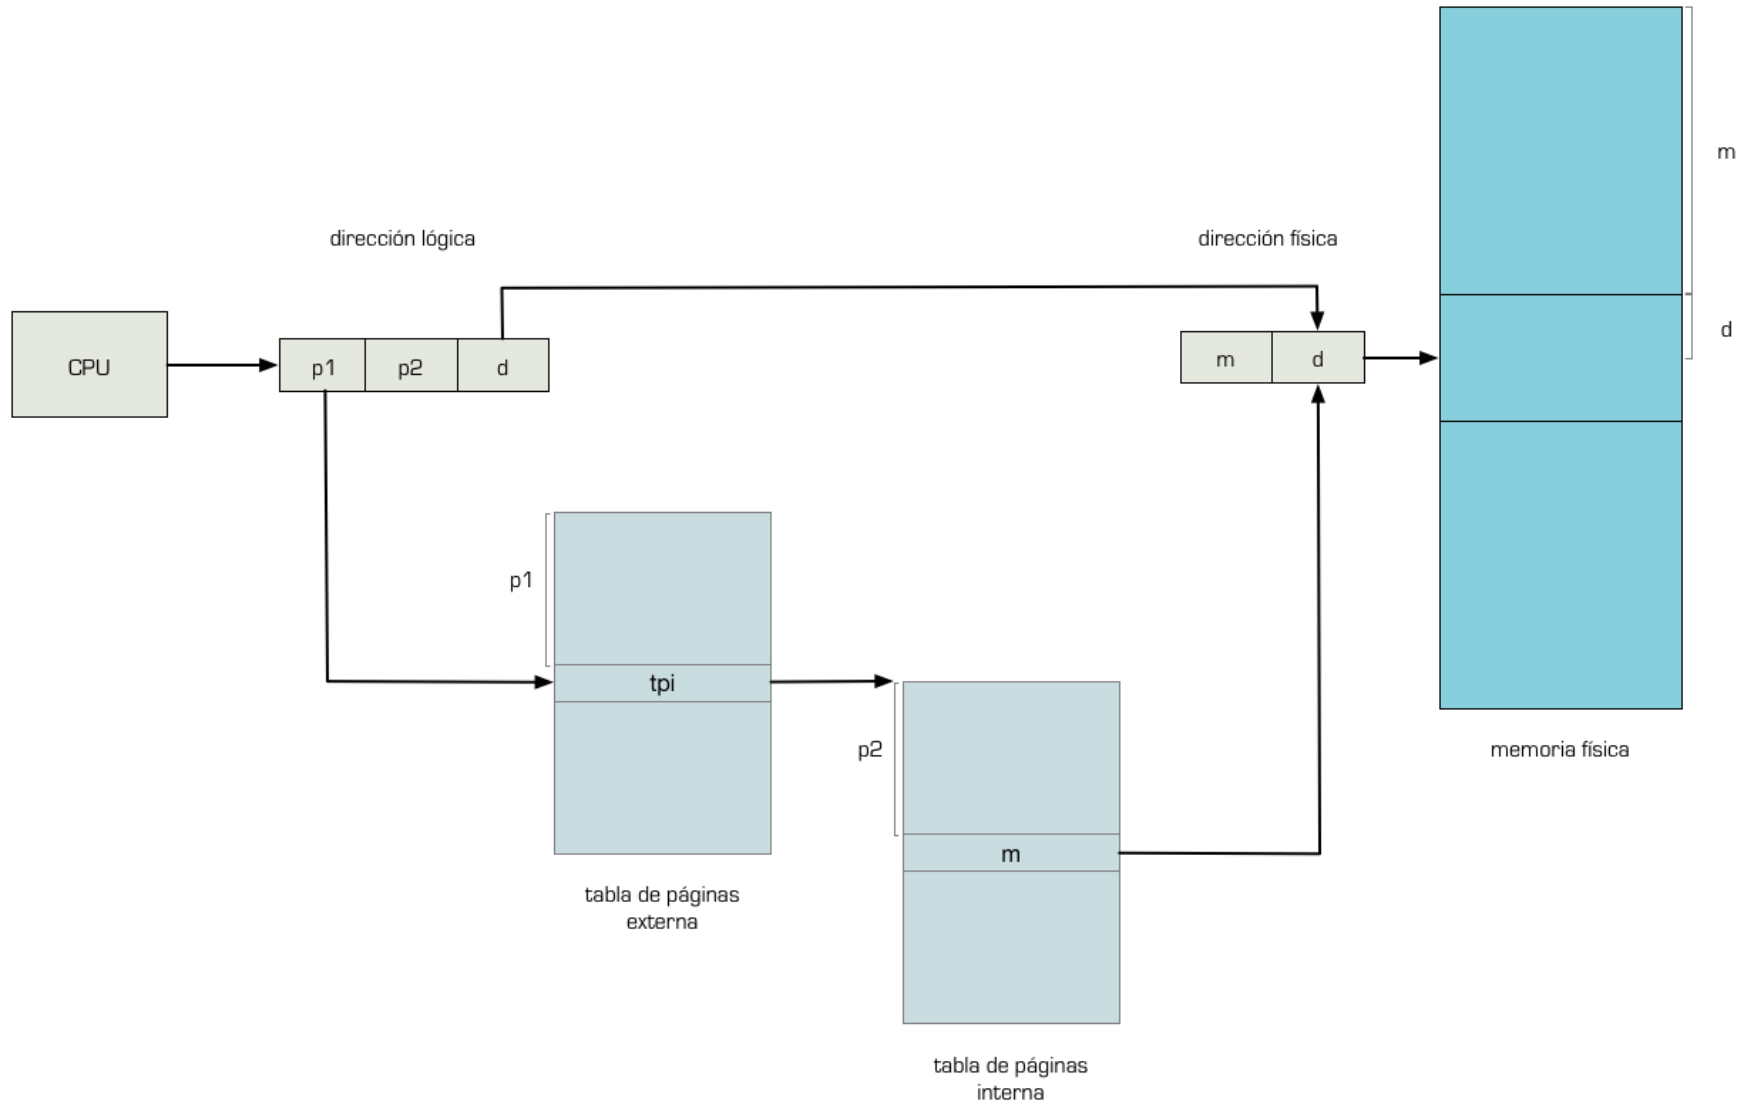 m
dirección lógica
dirección física
d
CPU
p1
p2
d
m
d
p1
tpi
p2
memoria física
m
tabla de páginas
externa
tabla de páginas
interna